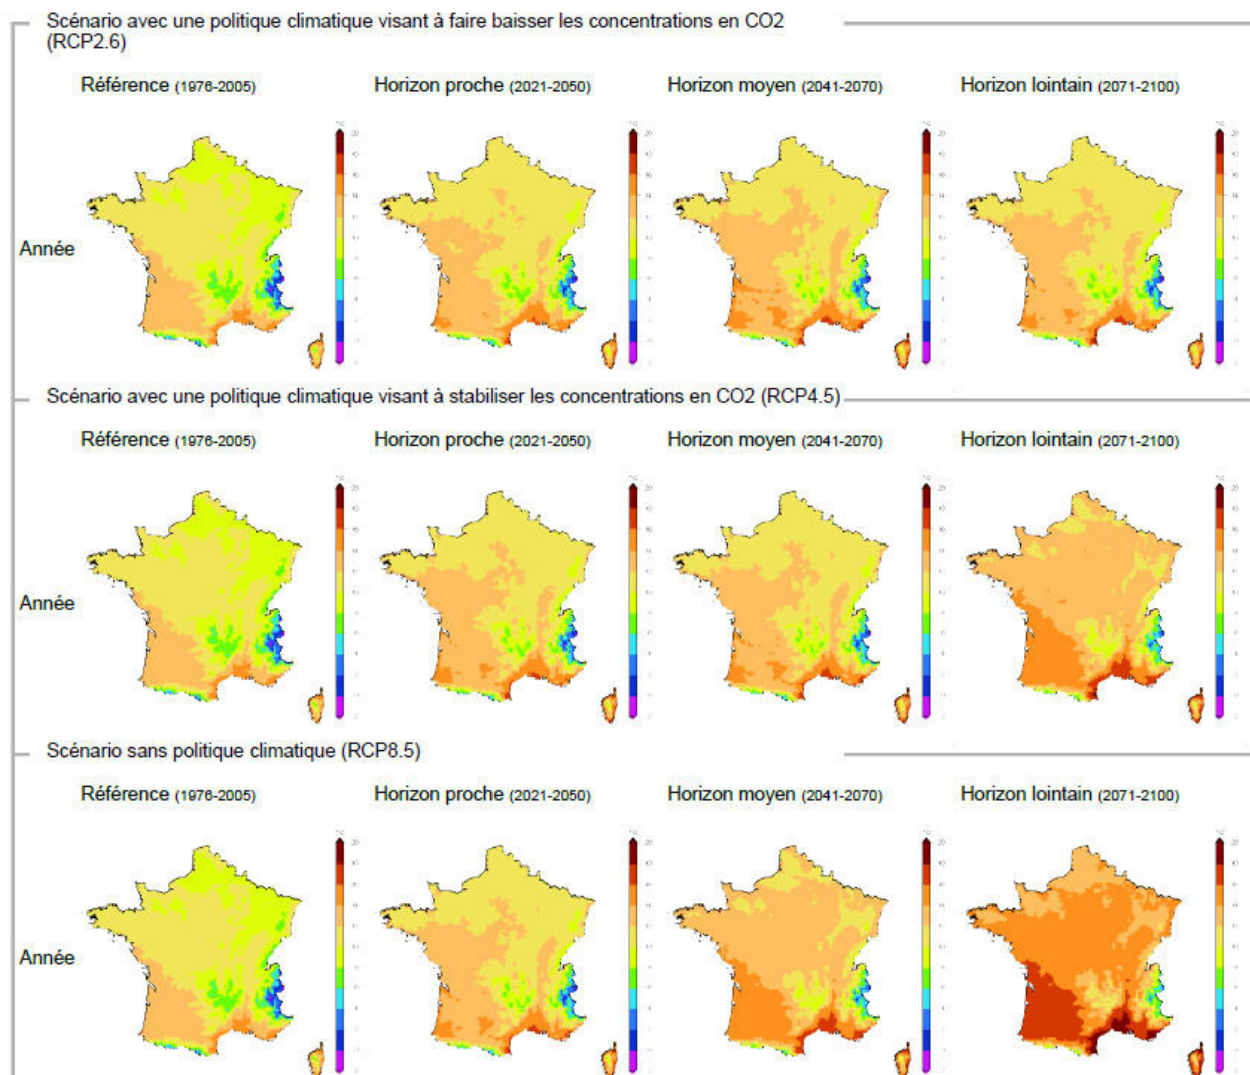 Scénario avec une politique climatique visant à faire baisser les concentrations en CO2
(RCP2.6)
Référence (1976-2005)
Horizon proche (2021-2050)
Horizon moyen (2041-2070)
Horizon lointain (2071-2100)
Année
Scénario avec une politique climatique visant à stabiliser les concentrations en CO2 (RCP4.5)
Référence (1976-2005)
Horizon proche (2021-2050)
Horizon moyen (2041-2070)
Horizon lointain (2071-2100)
Année
Scénario sans politique climatique (RCP8.5)
Référence (1976-2005)
Horizon proche (2021-2050)
Horizon moyen (2041-2070)
Horizon lointain (2071-2100)
Année